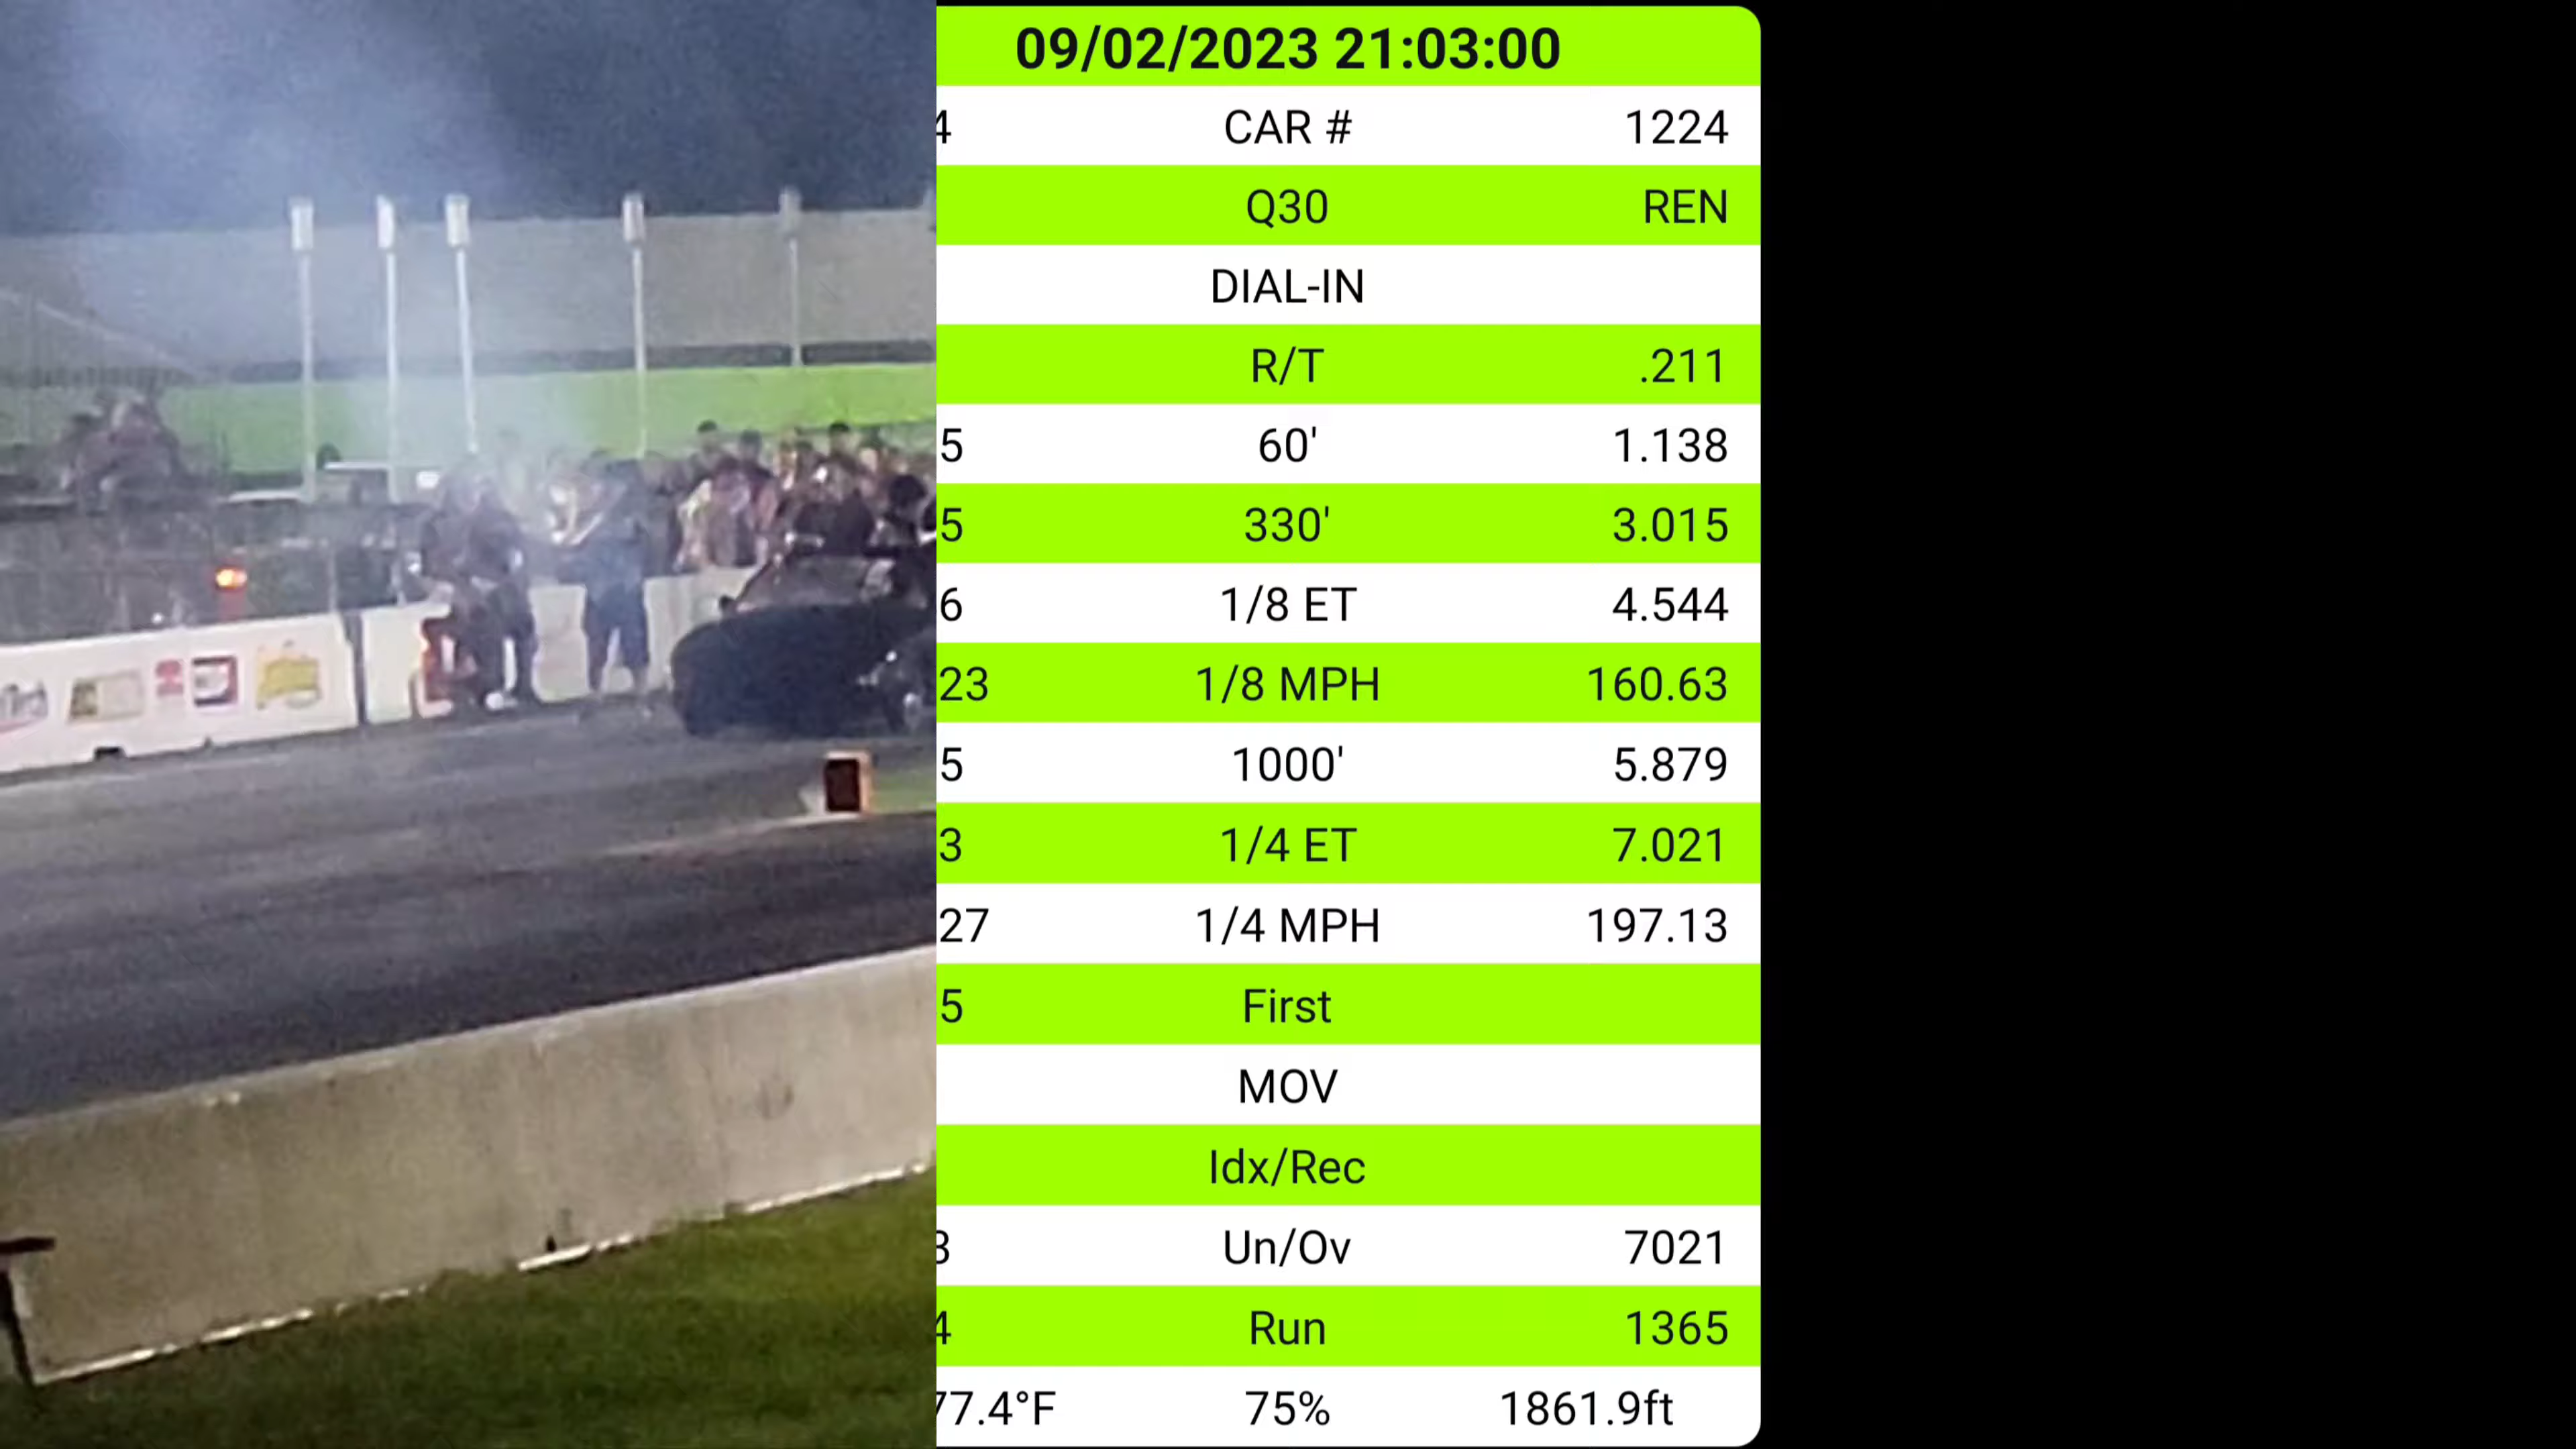 09/02/2023 21:03:00
4 CAR # 1224
Q30 REN
DIAL-IN
R/T .211
5 60' 1.138
5 330' 3.015
6 1/8 ET 4.544
23 1/8 MPH 160.63
5 1000' 5.879
3 1/4 ET 7.021
27 1/4 MPH 197.13
5 First
MOV
Idx/Rec
Un/Ov 7021
4 Run 1365
77.4°F 75% 1861.9ft